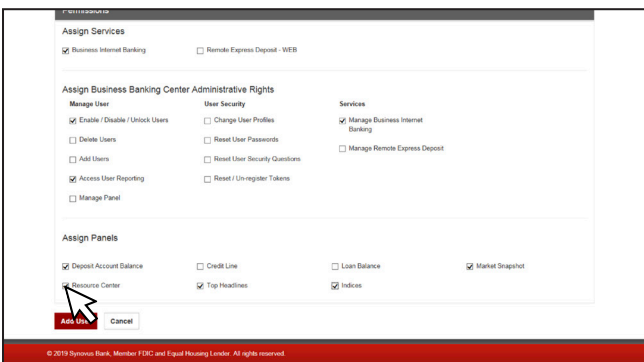 Permissions
Assign Services
Business Internet Banking
Remote Express Deposit - WEB
Assign Business Banking Center Administrative Rights
Manage User
User Security
Services
Enable / Disable / Unlock Users
Change User Profiles
Manage Business Internet
Banking
Delete Users
Reset User Passwords
Manage Remote Express Deposit
Add Users
Reset User Security Questions
Access User Reporting
Reset / Un-register Tokens
Manage Panel
Assign Panels
Deposit Account Balance
Credit Line
Loan Balance
Market Snapshot
Resource Center
Top Headlines
Indices
Add User
Cancel
© 2019 Synovus Bank, Member FDIC and Equal Housing Lender. All rights reserved.